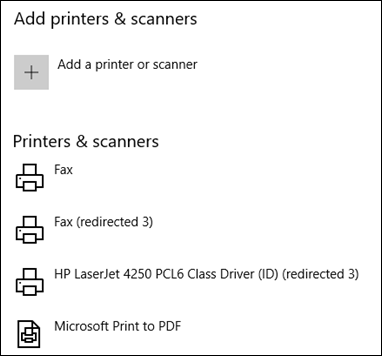 Add printers & scanners
Add a printer or scanner
Printers & scanners
Fax
Fax (redirected 3)
HP LaserJet 4250 PCL6 Class Driver (ID) (redirected 3)
Microsoft Print to PDF